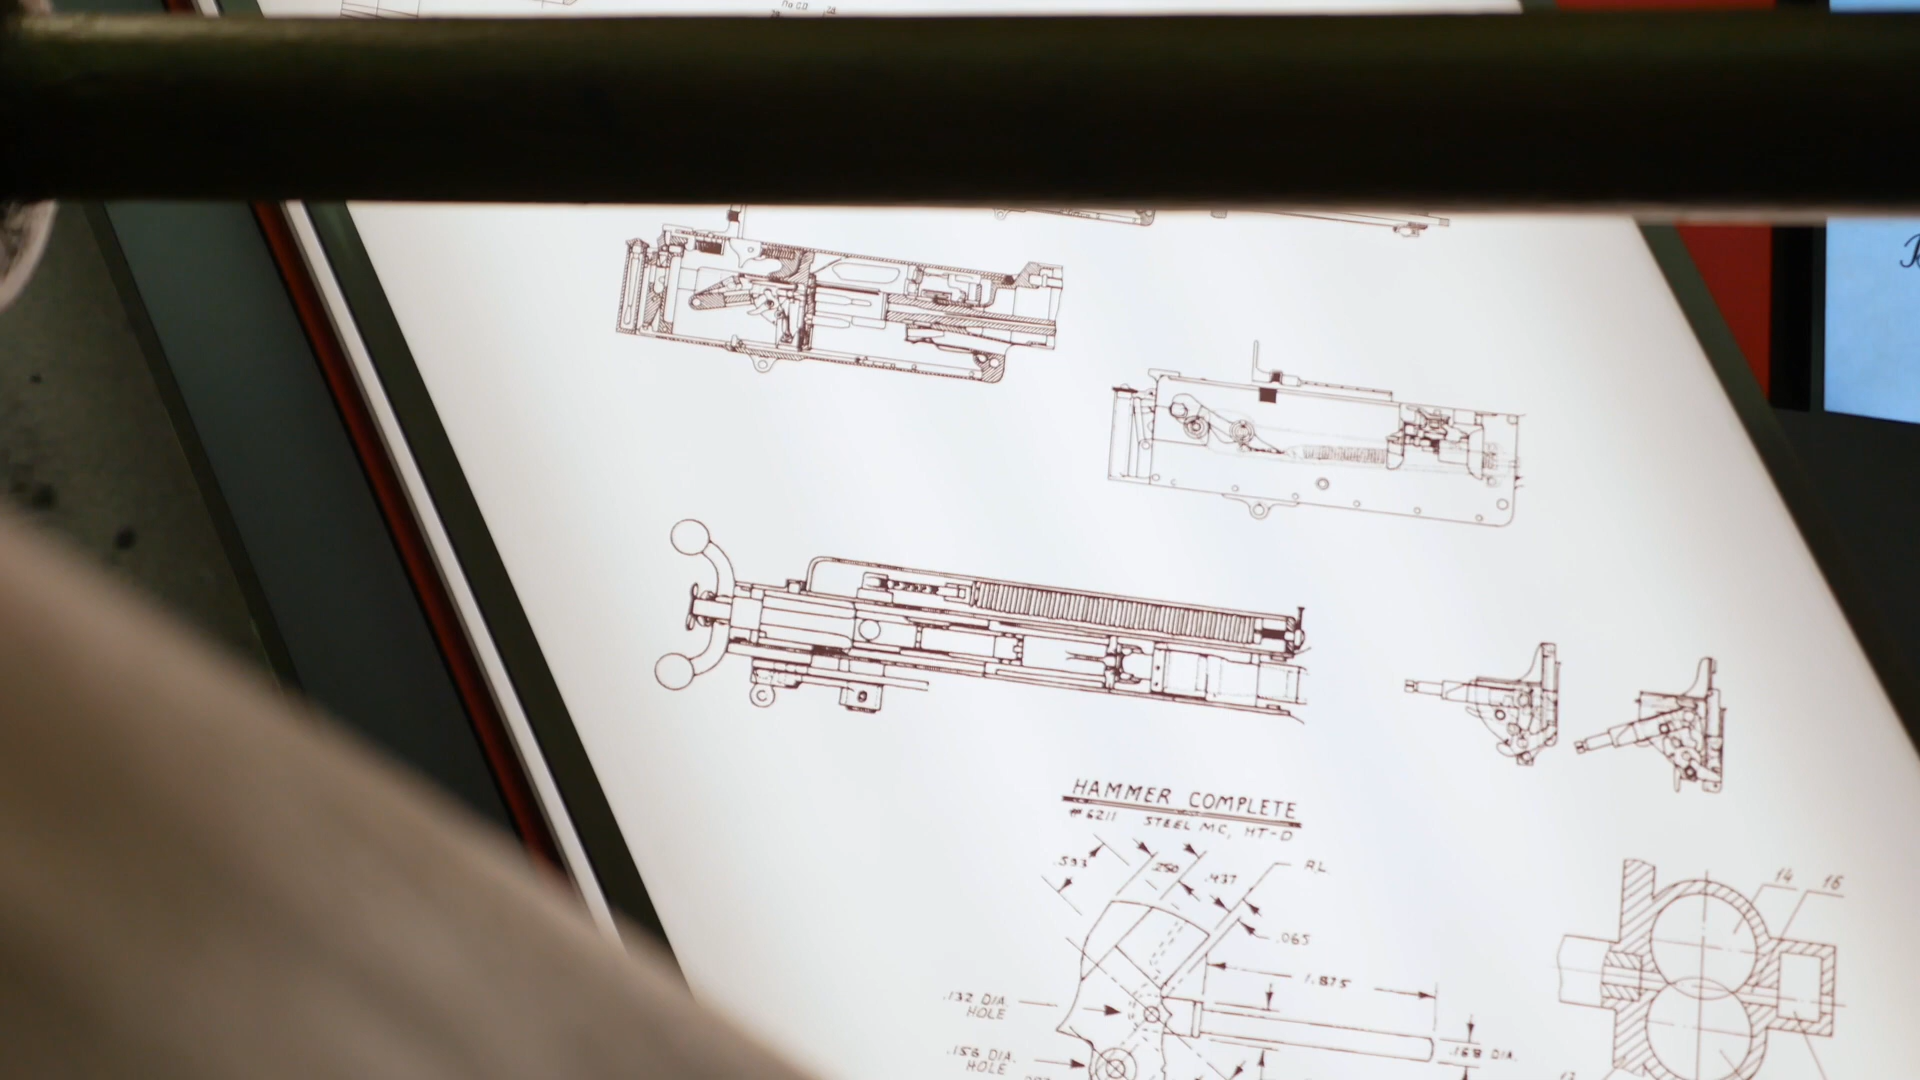 HAMMER COMPLETE
#6211 STEEL MC, HT-D
.593
.250
.437
R.L.
.065
1.875
14 16
.132 DIA.
HOLE
.156 DIA.
HOLE
.168 DIA.